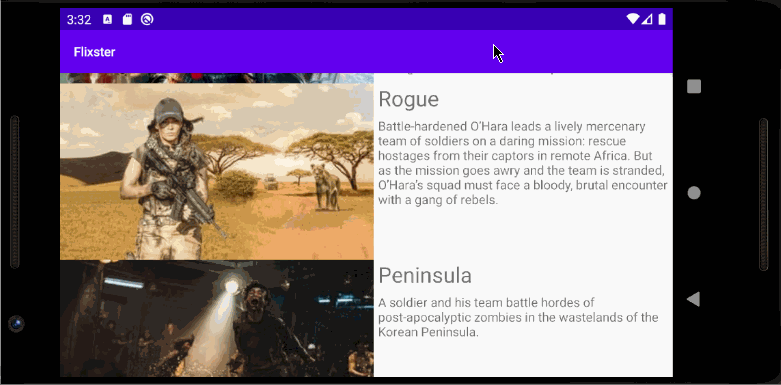 3:32
A
Flixster
Rogue
Battle-hardened O'Hara leads a lively mercenary
team of soldiers on a daring mission: rescue
hostages from their captors in remote Africa. But
as the mission goes awry and the team is stranded,
O'Hara's squad must face a bloody, brutal encounter
with a gang of rebels.
Peninsula
A soldier and his team battle hordes of
post-apocalyptic zombies in the wastelands of the
Korean Peninsula.